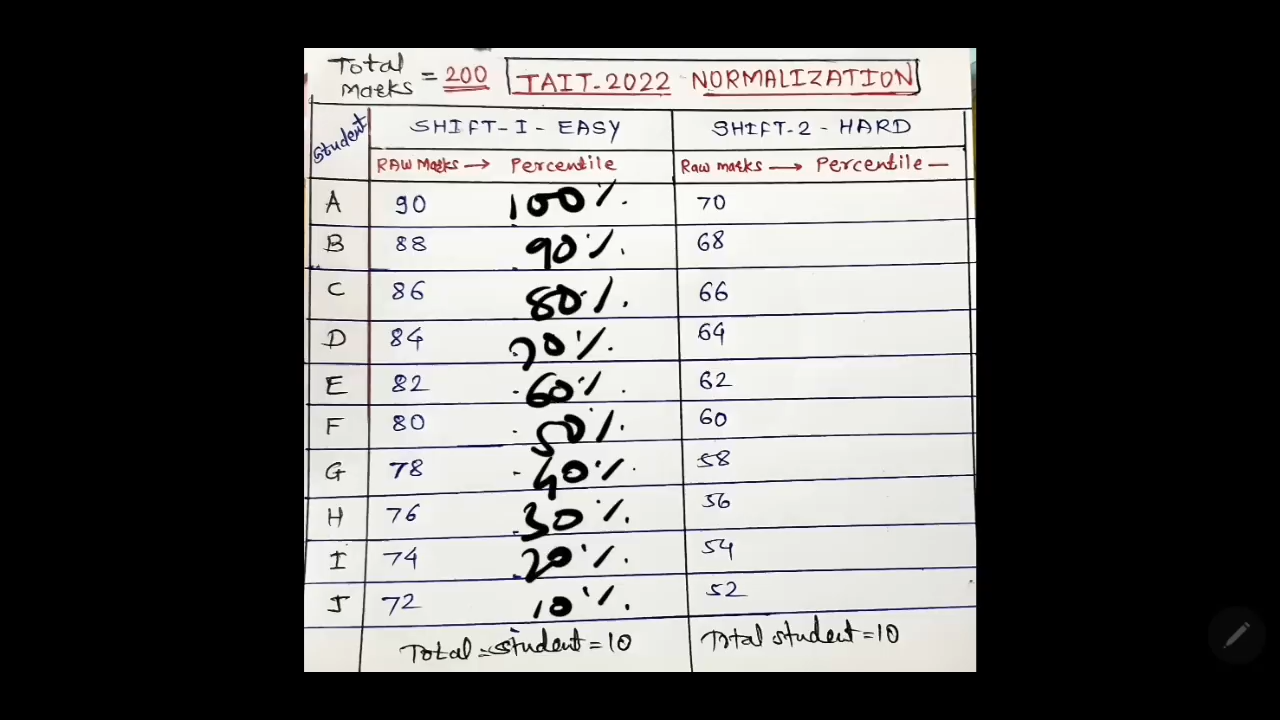 Total Marks = 200 TAIT-2022 NORMALIZATION
Student SHIFT-I-EASY SHIFT-2-HARD
RAW Marks → Percentile Raw marks → Percentile —
A 90 100% 70
B 88 90% 68
C 86 80% 66
D 84 70% 64
E 82 60% 62
F 80 50% 60
G 78 40% 58
H 76 30% 56
I 74 20% 54
J 72 10% 52
Total = student = 10 Total student = 10